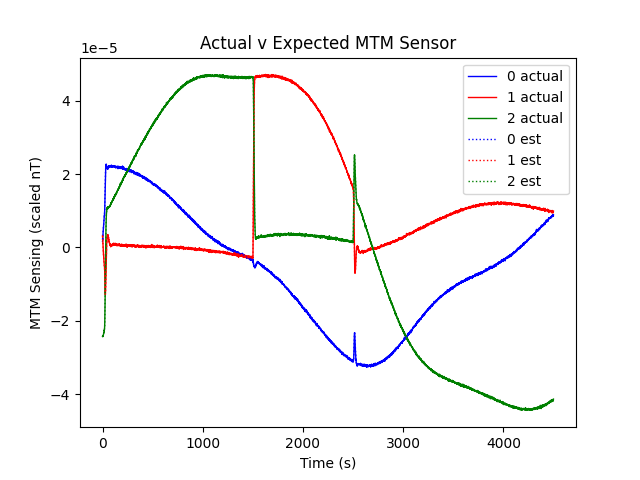 Actual v Expected MTM Sensor
1e−5
4
2
0
−2
−4
MTM Sensing (scaled nT)
0
1000
2000
3000
4000
Time (s)
0 actual
1 actual
2 actual
0 est
1 est
2 est